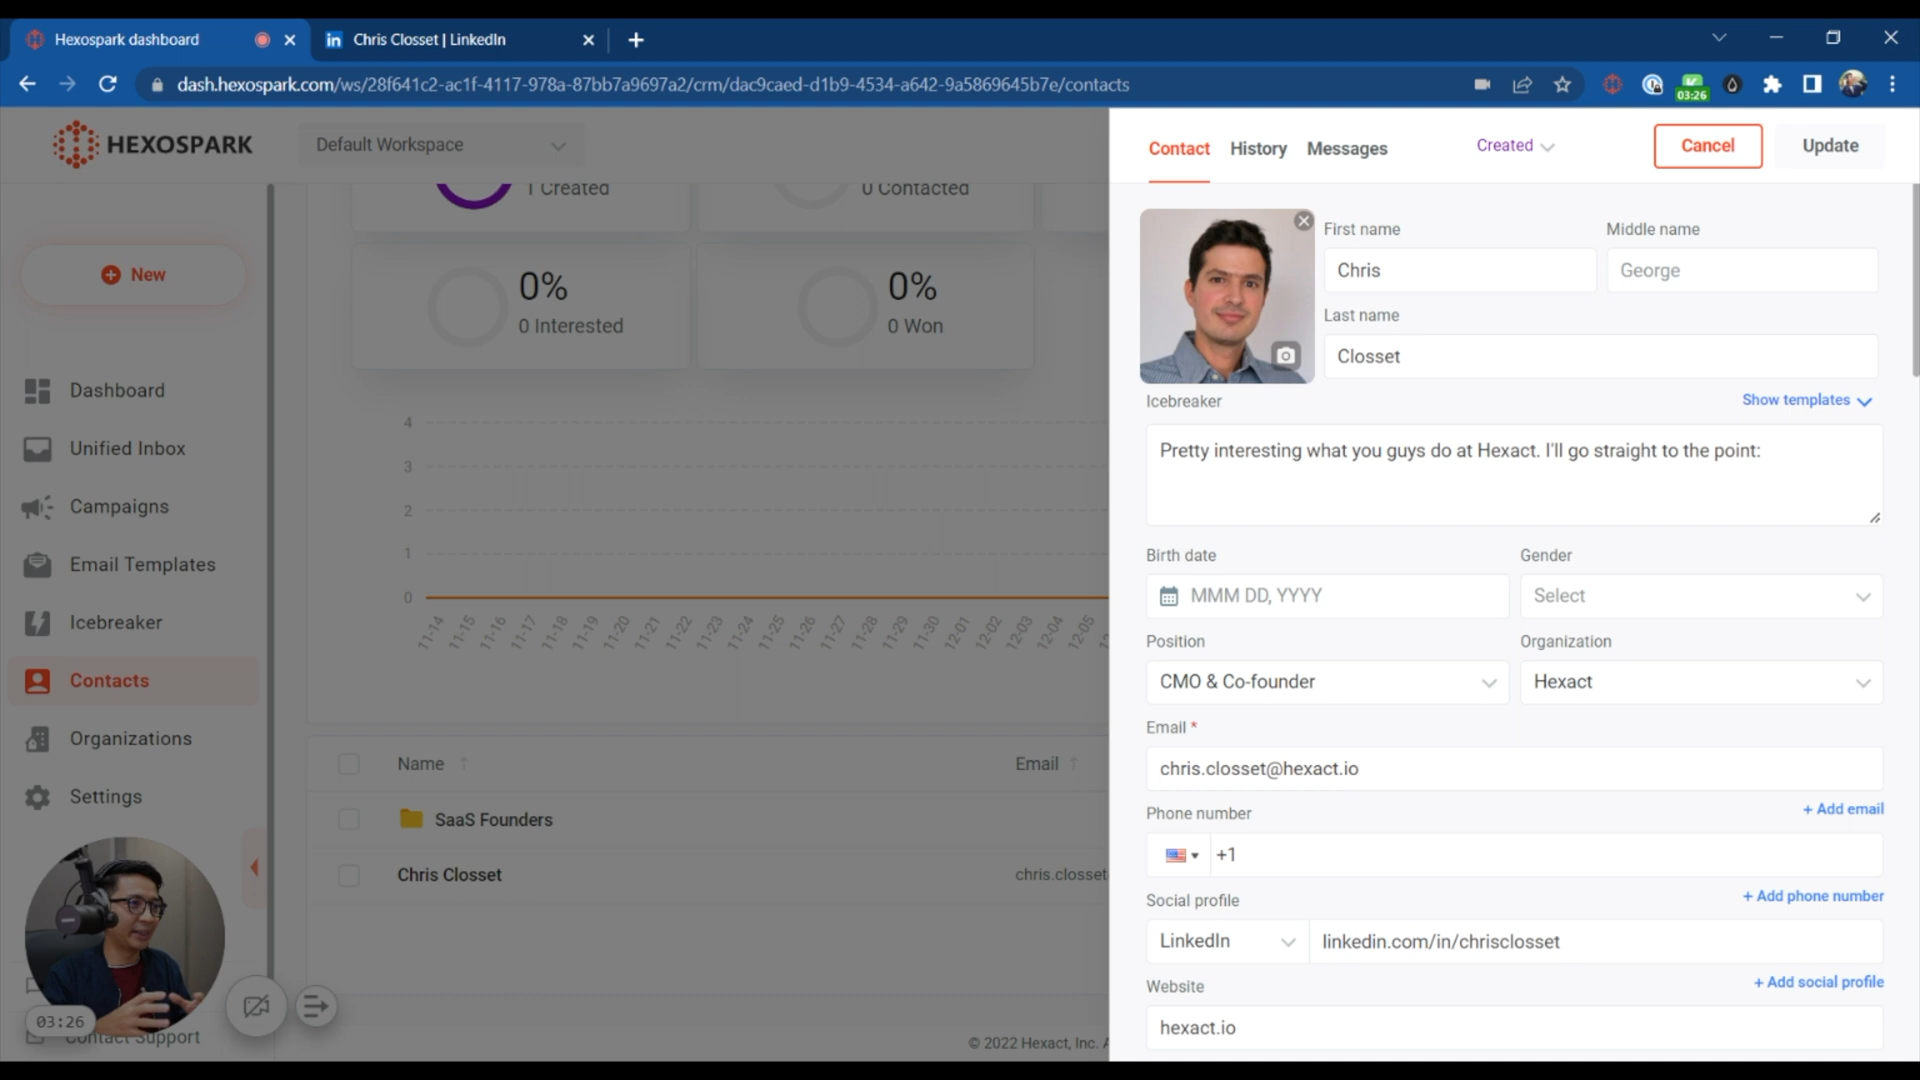 Hexospark dashboard
Chris Closset | LinkedIn
dash.hexospark.com/ws/28f641c2-ac1f-4117-978a-87bb7a9697a2/crm/dac9caed-d1b9-4534-a642-9a5869645b7e/contacts
03:26
HEXOSPARK
Default Workspace
New
Dashboard
Unified Inbox
Campaigns
Email Templates
Icebreaker
Contacts
Organizations
Settings
03:26
Contact Support
1 Created
0 Contacted
0%
0 Interested
0%
0 Won
4
3
2
1
0
11-14
11-15
11-16
11-17
11-18
11-19
11-20
11-21
11-22
11-23
11-24
11-25
11-26
11-27
11-28
11-29
11-30
12-01
12-02
12-03
12-04
12-05
Name
Email
SaaS Founders
Chris Closset
chris.closset
© 2022 Hexact, Inc.
Contact
History
Messages
Created
Cancel
Update
First name
Middle name
Chris
George
Last name
Closset
Icebreaker
Show templates
Pretty interesting what you guys do at Hexact. I'll go straight to the point:
Birth date
Gender
MMM DD, YYYY
Select
Position
Organization
CMO & Co-founder
Hexact
Email *
chris.closset@hexact.io
+ Add email
Phone number
+1
+ Add phone number
Social profile
LinkedIn
linkedin.com/in/chrisclosset
+ Add social profile
Website
hexact.io